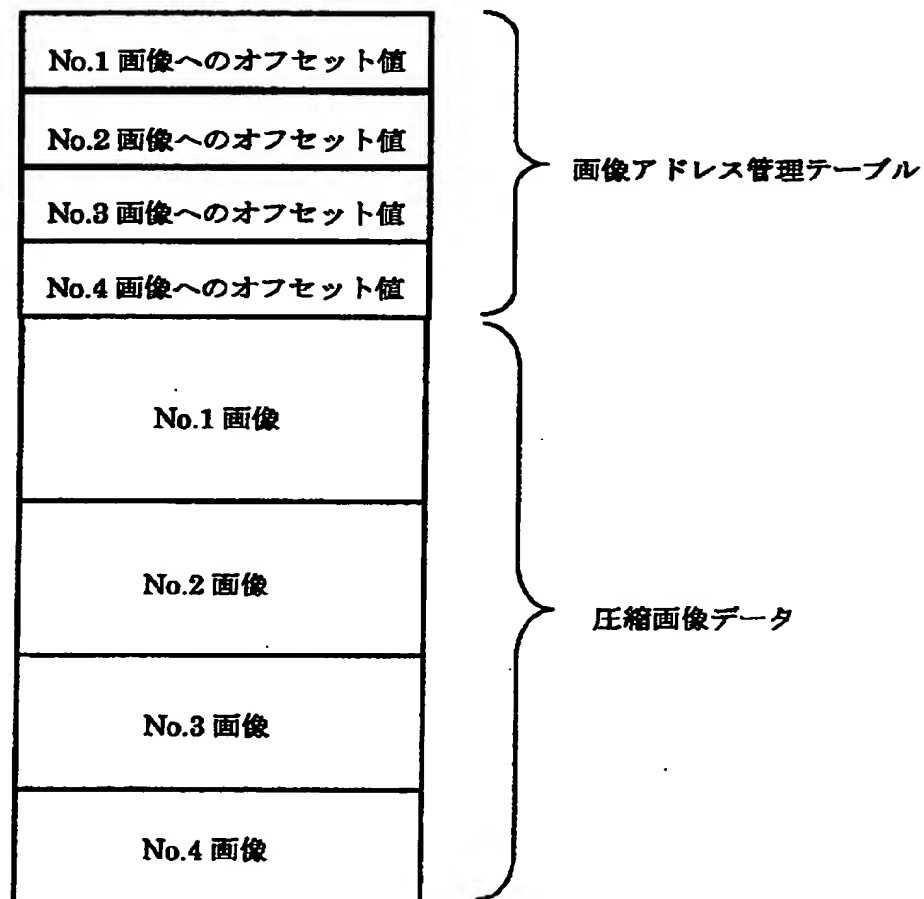 No.1 画像へのオフセット値
No.2 画像へのオフセット値
No.3 画像へのオフセット値
No.4 画像へのオフセット値
画像アドレス管理テーブル
No.1 画像
No.2 画像
No.3 画像
No.4 画像
圧縮画像データ